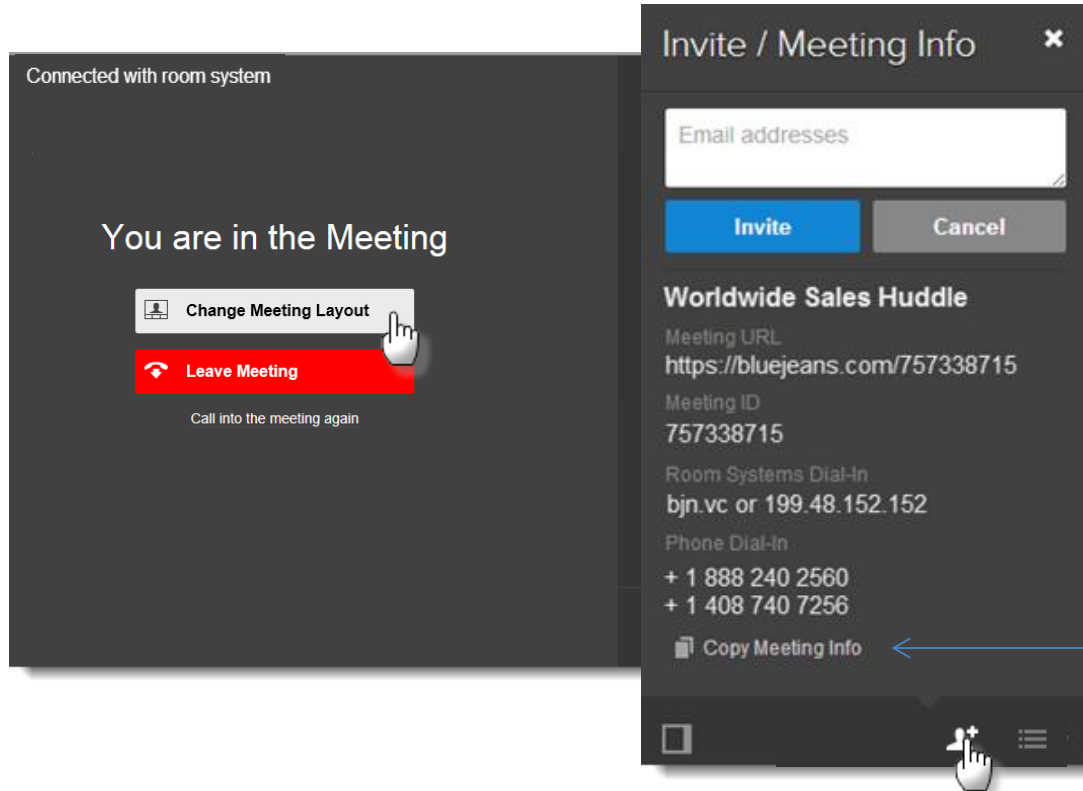 Connected with room system
You are in the Meeting
Change Meeting Layout
Leave Meeting
Call into the meeting again
Invite / Meeting Info
Email addresses
Invite
Cancel
Worldwide Sales Huddle
Meeting URL
https://bluejeans.com/757338715
Meeting ID
757338715
Room Systems Dial-In
bjn.vc or 199.48.152.152
Phone Dial-In
+ 1 888 240 2560
+ 1 408 740 7256
Copy Meeting Info